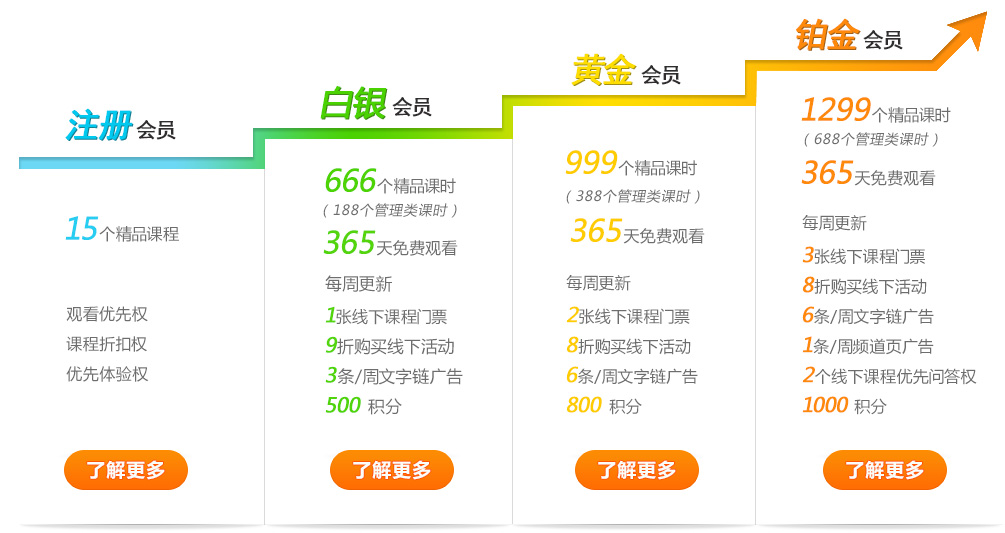 注册 会员
15个精品课程
观看优先权
课程折扣权
优先体验权
了解更多
白银 会员
666个精品课时
（188个管理类课时）
365天免费观看
每周更新
1张线下课程门票
9折购买线下活动
3条/周文字链广告
500 积分
了解更多
黄金 会员
999个精品课时
（388个管理类课时）
365天免费观看
每周更新
2张线下课程门票
8折购买线下活动
6条/周文字链广告
800 积分
了解更多
铂金 会员
1299个精品课时
（688个管理类课时）
365天免费观看
每周更新
3张线下课程门票
8折购买线下活动
6条/周文字链广告
1条/周频道页广告
2个线下课程优先问答权
1000 积分
了解更多